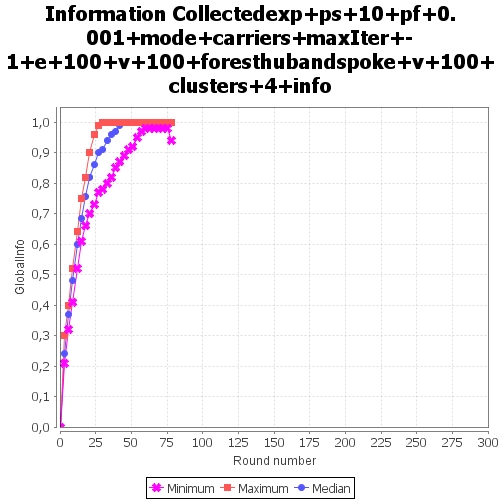 Information Collectedexp+ps+10+pf+0.
001+mode+carriers+maxIter+-
1+e+100+v+100+foresthubandspoke+v+100+
clusters+4+info
1,0
0,9
0,8
0,7
0,6
0,5
0,4
0,3
0,2
0,1
0,0
GlobalInfo
0 25 50 75 100 125 150 175 200 225 250 275 300
Round number
Minimum Maximum Median